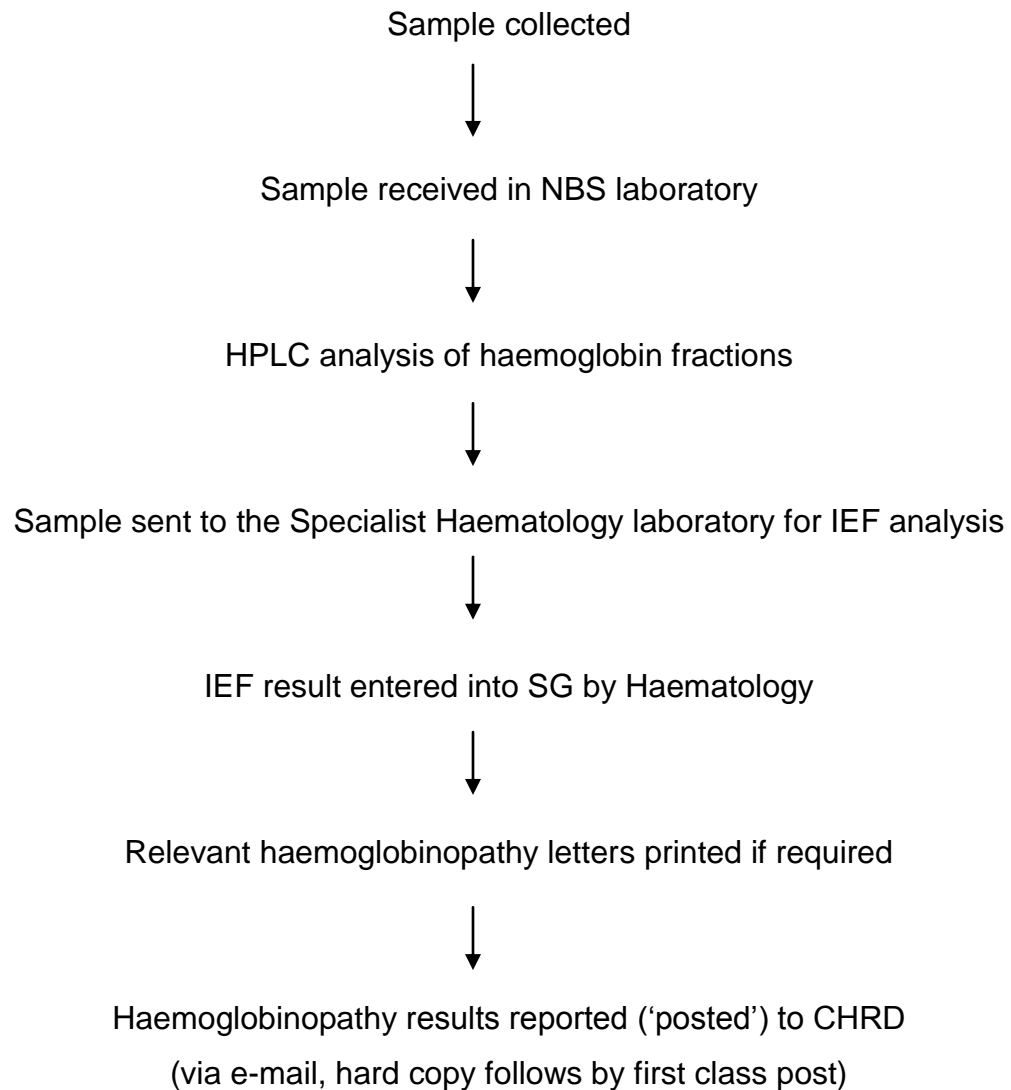 Sample collected
Sample received in NBS laboratory
HPLC analysis of haemoglobin fractions
Sample sent to the Specialist Haematology laboratory for IEF analysis
IEF result entered into SG by Haematology
Relevant haemoglobinopathy letters printed if required
Haemoglobinopathy results reported (‘posted’) to CHRD
(via e-mail, hard copy follows by first class post)